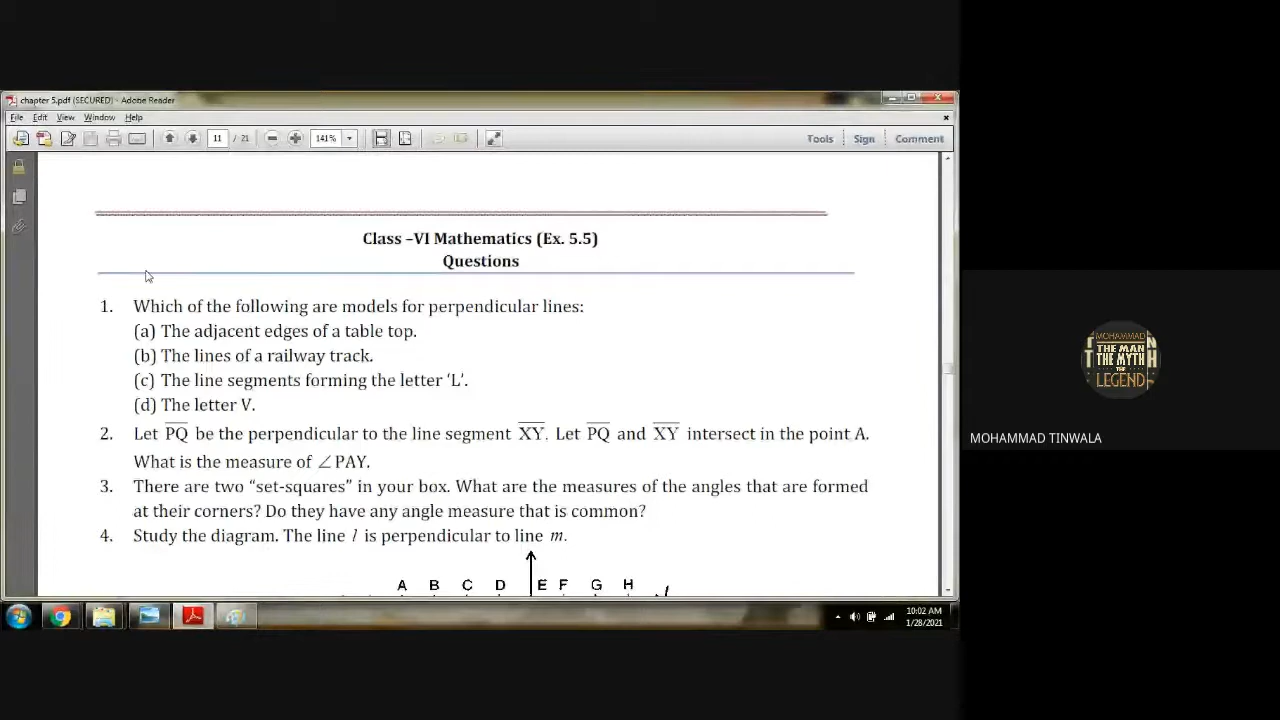 chapter 5.pdf (SECURED) - Adobe Reader
File Edit View Window Help
11 / 21 141% Tools Sign Comment
Class –VI Mathematics (Ex. 5.5)
Questions
1. Which of the following are models for perpendicular lines:
(a) The adjacent edges of a table top.
(b) The lines of a railway track.
(c) The line segments forming the letter ‘L’.
(d) The letter V.
2. Let PQ be the perpendicular to the line segment XY. Let PQ and XY intersect in the point A.
What is the measure of ∠PAY.
3. There are two “set-squares” in your box. What are the measures of the angles that are formed
at their corners? Do they have any angle measure that is common?
4. Study the diagram. The line l is perpendicular to line m.
A B C D E F G H l
10:02 AM
1/28/2021
MOHAMMAD
THE MAN
THE MYTH
THE
LEGEND
MOHAMMAD TINWALA